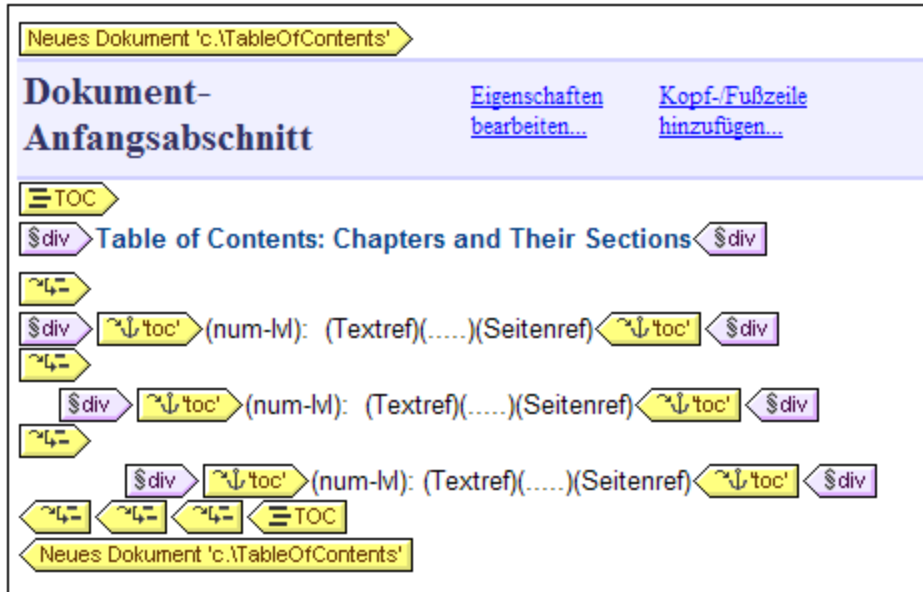 Neues Dokument 'c.\TableOfContents'
Dokument-
Anfangsabschnitt
Eigenschaften
bearbeiten...
Kopf-/Fußzeile
hinzufügen...
TOC
§div Table of Contents: Chapters and Their Sections §div
§div 'toc' (num-lvl): (Textref)(.....)(Seitenref) 'toc' §div
§div 'toc' (num-lvl): (Textref)(.....)(Seitenref) 'toc' §div
§div 'toc' (num-lvl): (Textref)(.....)(Seitenref) 'toc' §div
TOC
Neues Dokument 'c.\TableOfContents'